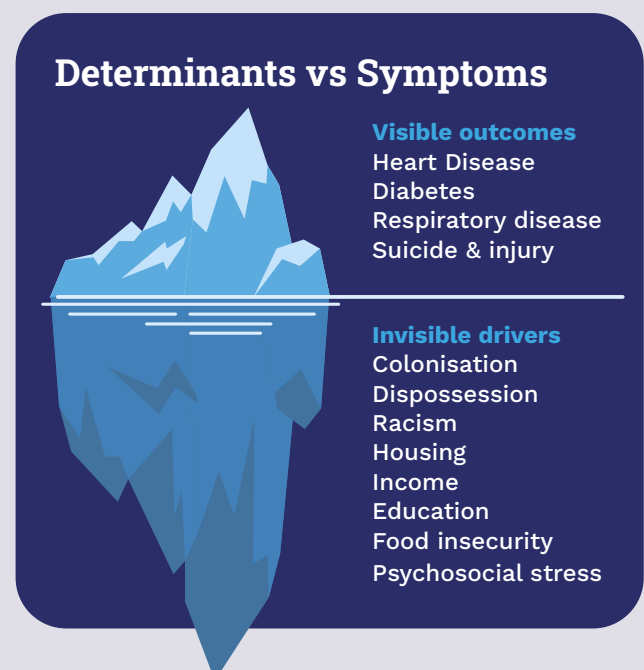 Determinants vs Symptoms
Visible outcomes
Heart Disease
Diabetes
Respiratory disease
Suicide & injury
Invisible drivers
Colonisation
Dispossession
Racism
Housing
Income
Education
Food insecurity
Psychosocial stress